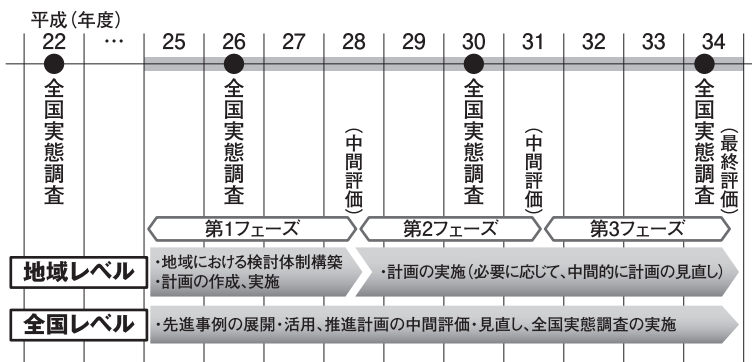 平成(年度)
22 … 25 26 27 28 29 30 31 32 33 34
全国実態調査
全国実態調査
(中間評価)
全国実態調査
(中間評価)
全国実態調査
(最終評価)
第1フェーズ 第2フェーズ 第3フェーズ
地域レベル
・地域における検討体制構築
・計画の作成、実施
・計画の実施(必要に応じて、中間的に計画の見直し)
全国レベル
・先進事例の展開・活用、推進計画の中間評価・見直し、全国実態調査の実施